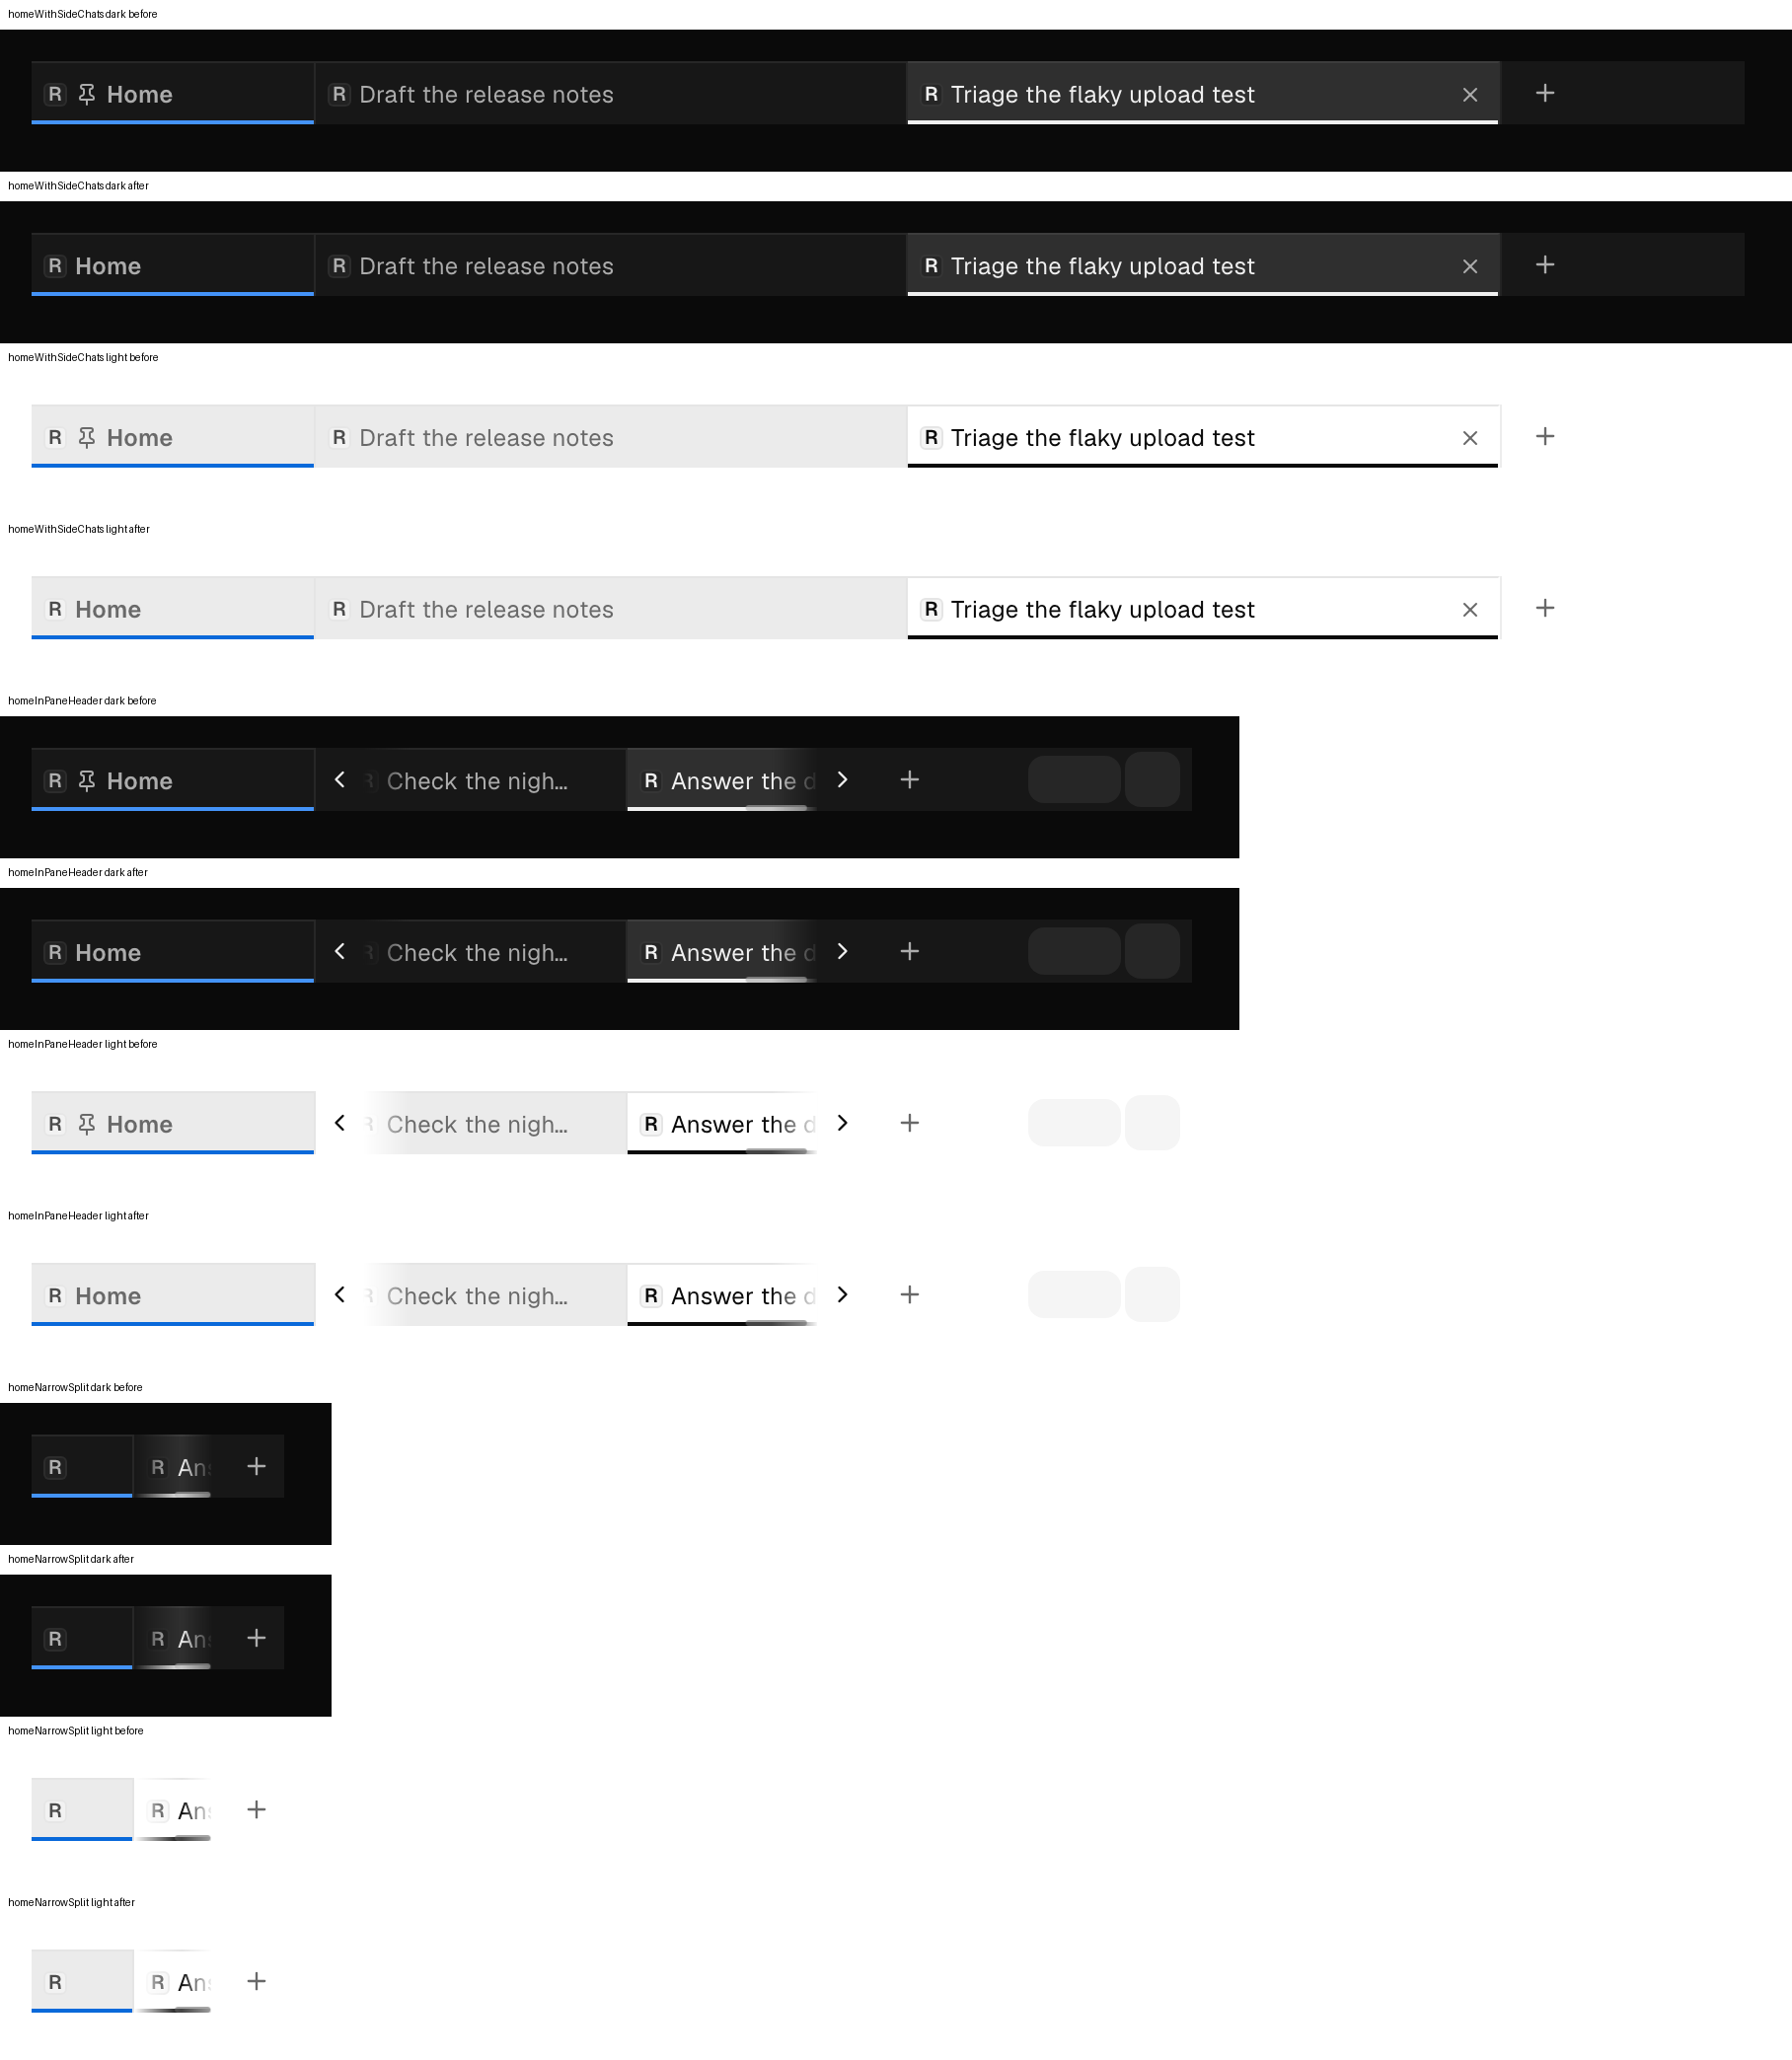 homeWithSideChats dark before
R Home R Draft the release notes R Triage the flaky upload test
homeWithSideChats dark after
R Home R Draft the release notes R Triage the flaky upload test
homeWithSideChats light before
R Home R Draft the release notes R Triage the flaky upload test
homeWithSideChats light after
R Home R Draft the release notes R Triage the flaky upload test
homeInPaneHeader dark before
R Home R Check the nigh... R Answer the d
homeInPaneHeader dark after
R Home R Check the nigh... R Answer the d
homeInPaneHeader light before
R Home R Check the nigh... R Answer the d
homeInPaneHeader light after
R Home R Check the nigh... R Answer the d
homeNarrowSplit dark before
R R Ans
homeNarrowSplit dark after
R R Ans
homeNarrowSplit light before
R R Ans
homeNarrowSplit light after
R R Ans